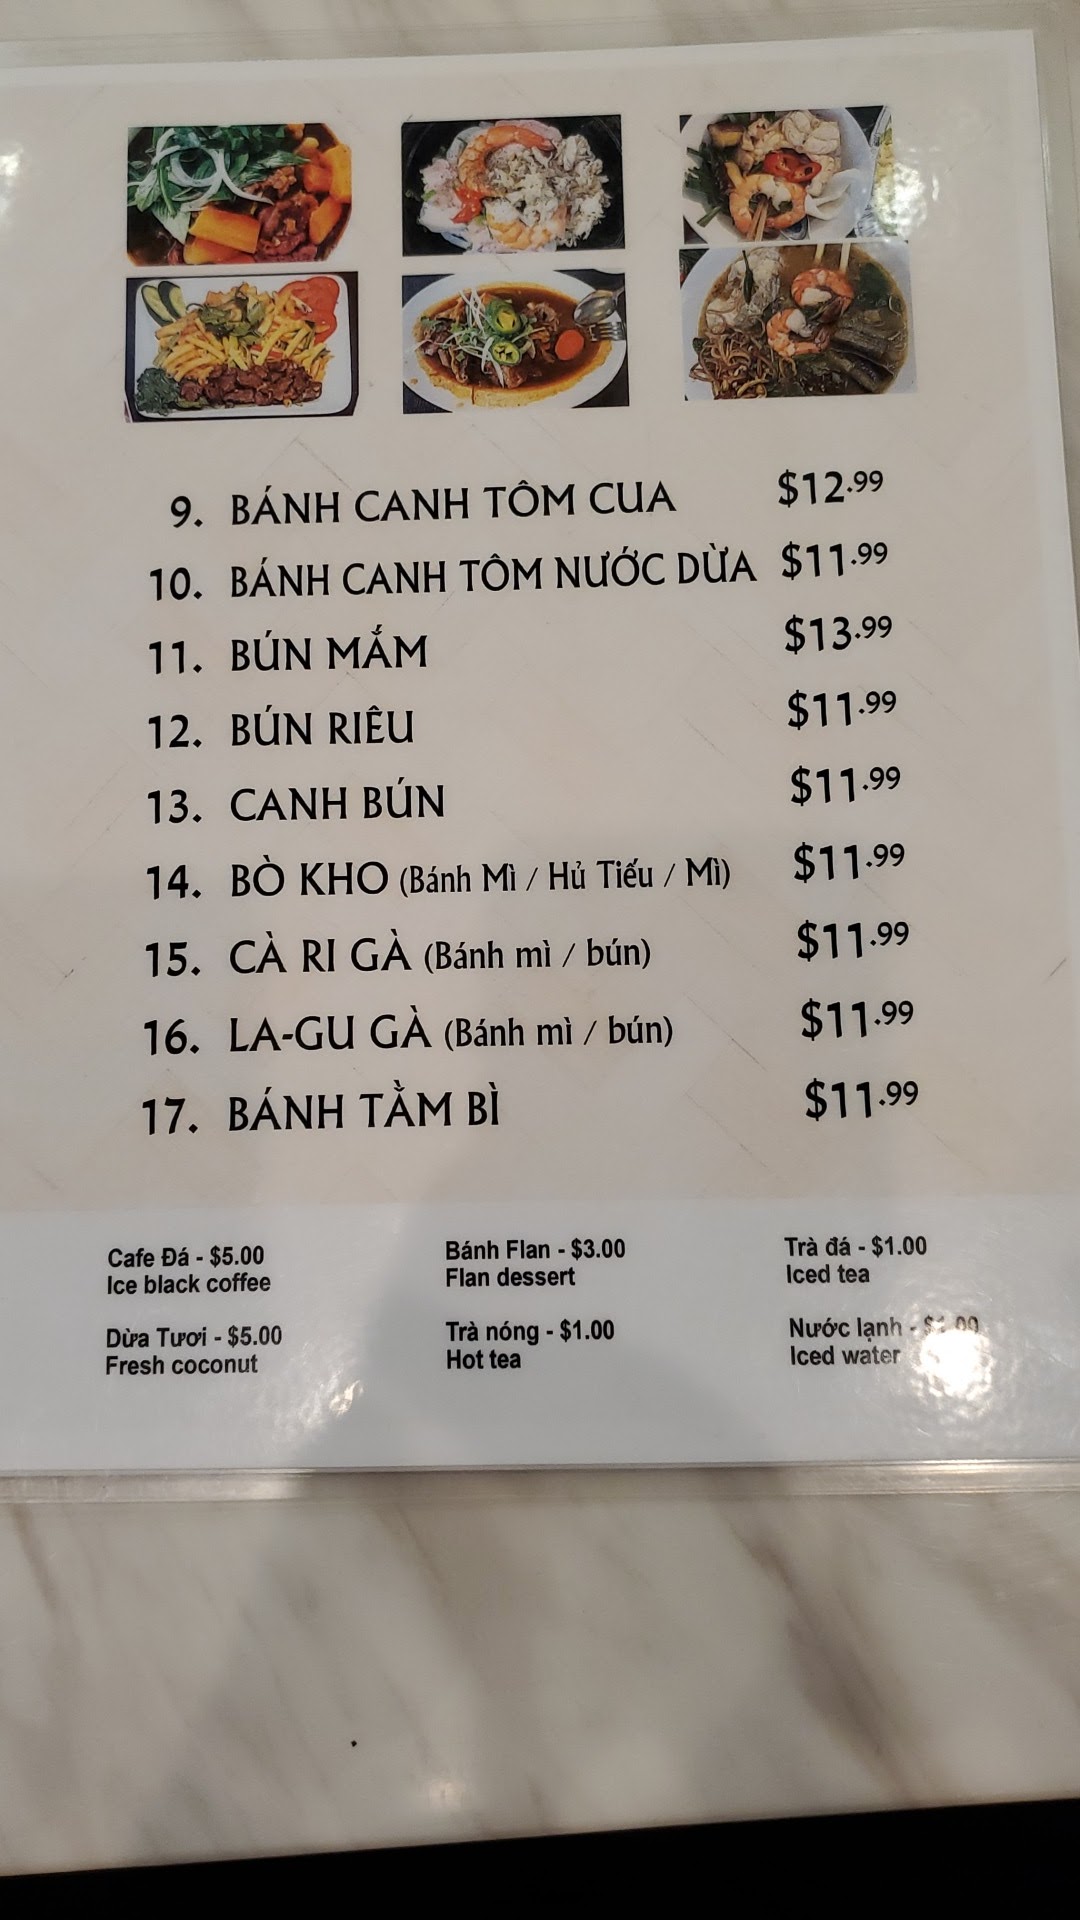 9. BÁNH CANH TÔM CUA $12.99
10. BÁNH CANH TÔM NƯỚC DỪA $11.99
11. BÚN MẮM $13.99
12. BÚN RIÊU $11.99
13. CANH BÚN $11.99
14. BÒ KHO (Bánh Mì / Hủ Tiếu / Mì) $11.99
15. CÀ RI GÀ (Bánh mì / bún) $11.99
16. LA-GU GÀ (Bánh mì / bún) $11.99
17. BÁNH TẰM BÌ $11.99
Cafe Đá - $5.00
Ice black coffee
Bánh Flan - $3.00
Flan dessert
Trà đá - $1.00
Iced tea
Dừa Tươi - $5.00
Fresh coconut
Trà nóng - $1.00
Hot tea
Nước lạnh -
Iced water